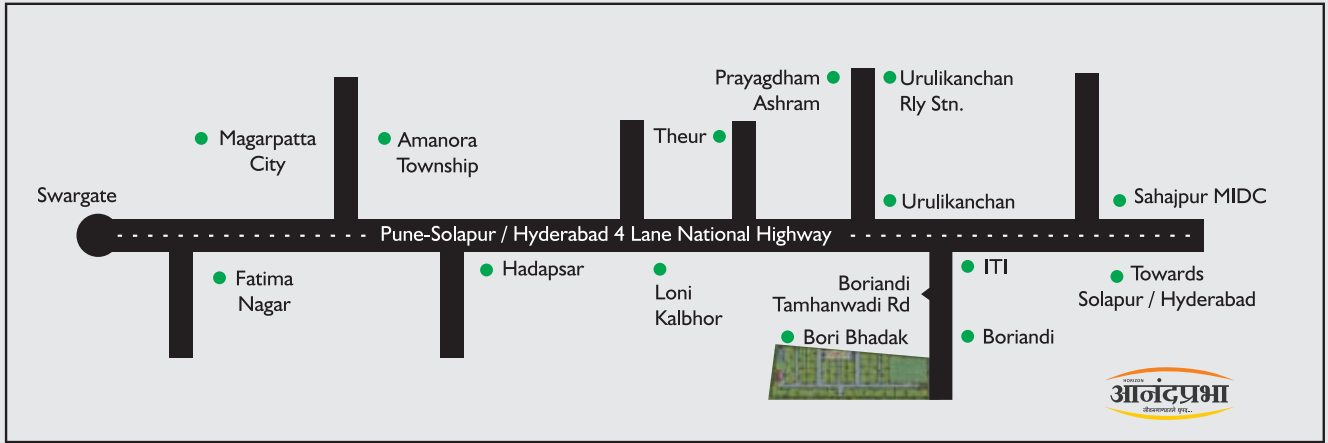 Prayagdham
Ashram
Urulikanchan
Rly Stn.
Magarpatta
City
Amanora
Township
Theur
Swargate
Urulikanchan
Sahajpur MIDC
Pune-Solapur / Hyderabad 4 Lane National Highway
Fatima
Nagar
Hadapsar
Loni
Kalbhor
Boriandi
Tamhanwadi Rd
ITI
Towards
Solapur / Hyderabad
Bori Bhadak
Boriandi
HORIZON
आनंदप्रभा